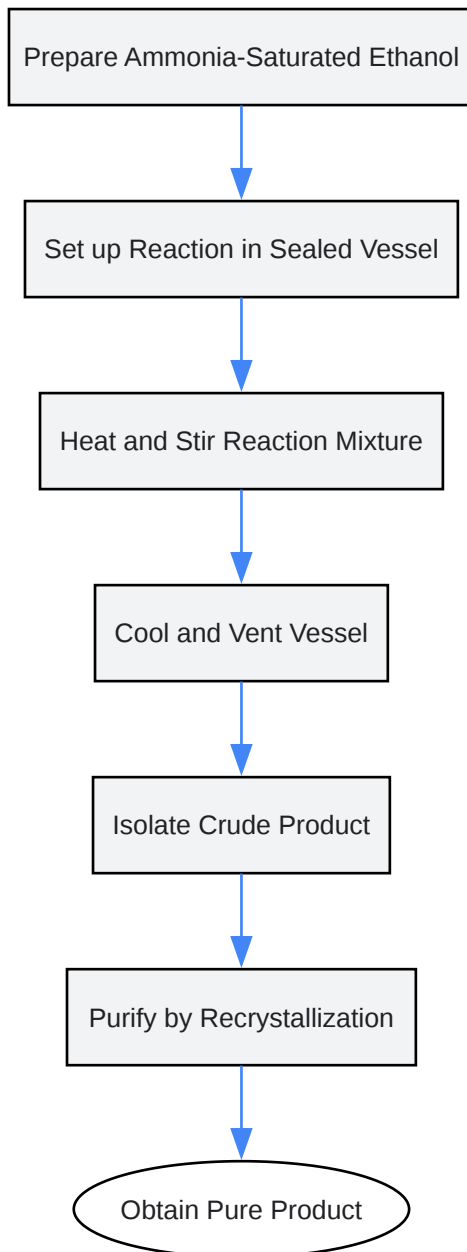 Prepare Ammonia-Saturated Ethanol
Set up Reaction in Sealed Vessel
Heat and Stir Reaction Mixture
Cool and Vent Vessel
Isolate Crude Product
Purify by Recrystallization
Obtain Pure Product